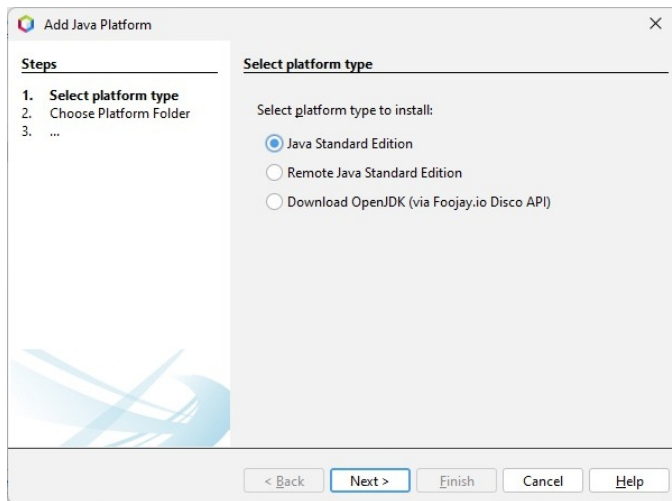 Add Java Platform
Steps
1. Select platform type
2. Choose Platform Folder
3. ...
Select platform type
Select platform type to install:
Java Standard Edition
Remote Java Standard Edition
Download OpenJDK (via Foojay.io Disco API)
< Back Next > Finish Cancel Help